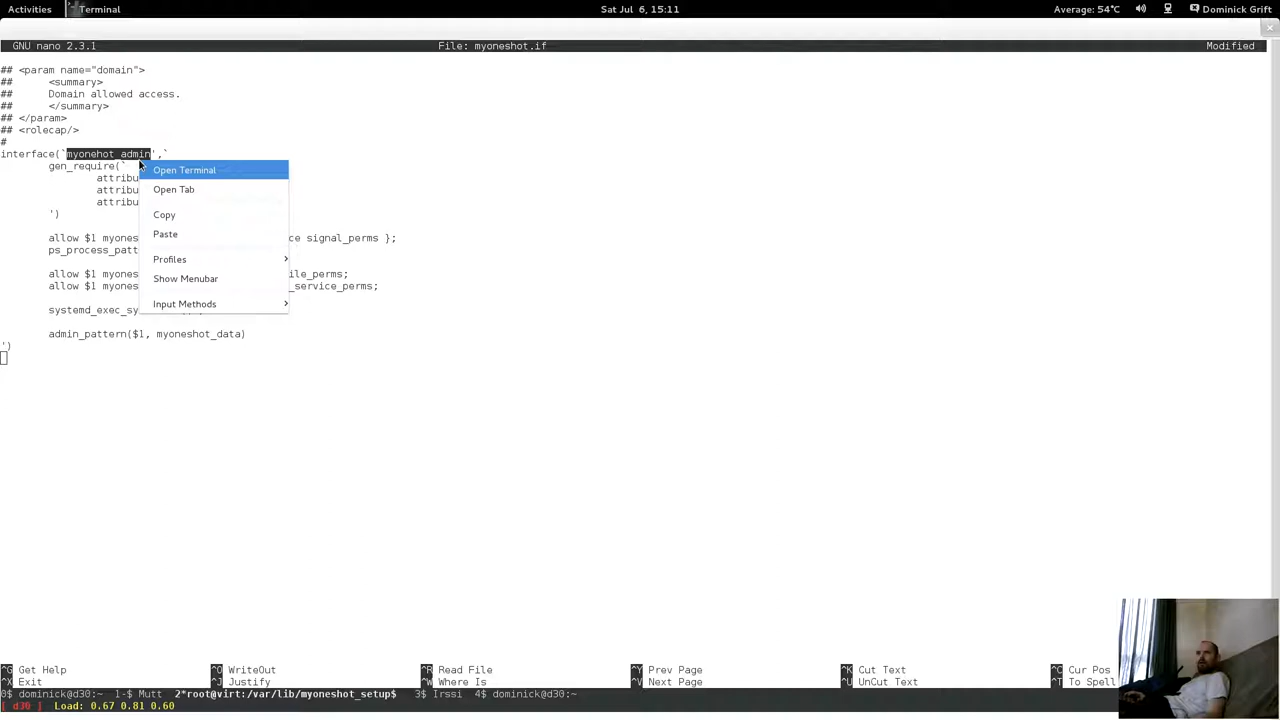 Activities Terminal Sat Jul 6, 15:11 Average: 54°C Dominick Grift
GNU nano 2.3.1 File: myoneshot.if Modified
## <param name="domain">
## <summary>
## Domain allowed access.
## </summary>
## </param>
## <rolecap/>
#
interface(`myonehot_admin',`
gen_require(`
attribu
attribu
attribu
')
allow $1 myones ce signal_perms };
ps_process_patt
allow $1 myones ile_perms;
allow $1 myones _service_perms;
systemd_exec_sy
admin_pattern($1, myoneshot_data)
')
Open Terminal
Open Tab
Copy
Paste
Profiles
Show Menubar
Input Methods
^G Get Help ^O WriteOut ^R Read File ^Y Prev Page ^K Cut Text ^C Cur Pos
^X Exit ^J Justify ^W Where Is ^V Next Page ^U UnCut Text ^T To Spell
0$ dominick@d30:~ 1-$ Mutt 2*root@virt:/var/lib/myoneshot_setup$ 3$ Irssi 4$ dominick@d30:~
[ d30 ] Load: 0.67 0.81 0.60